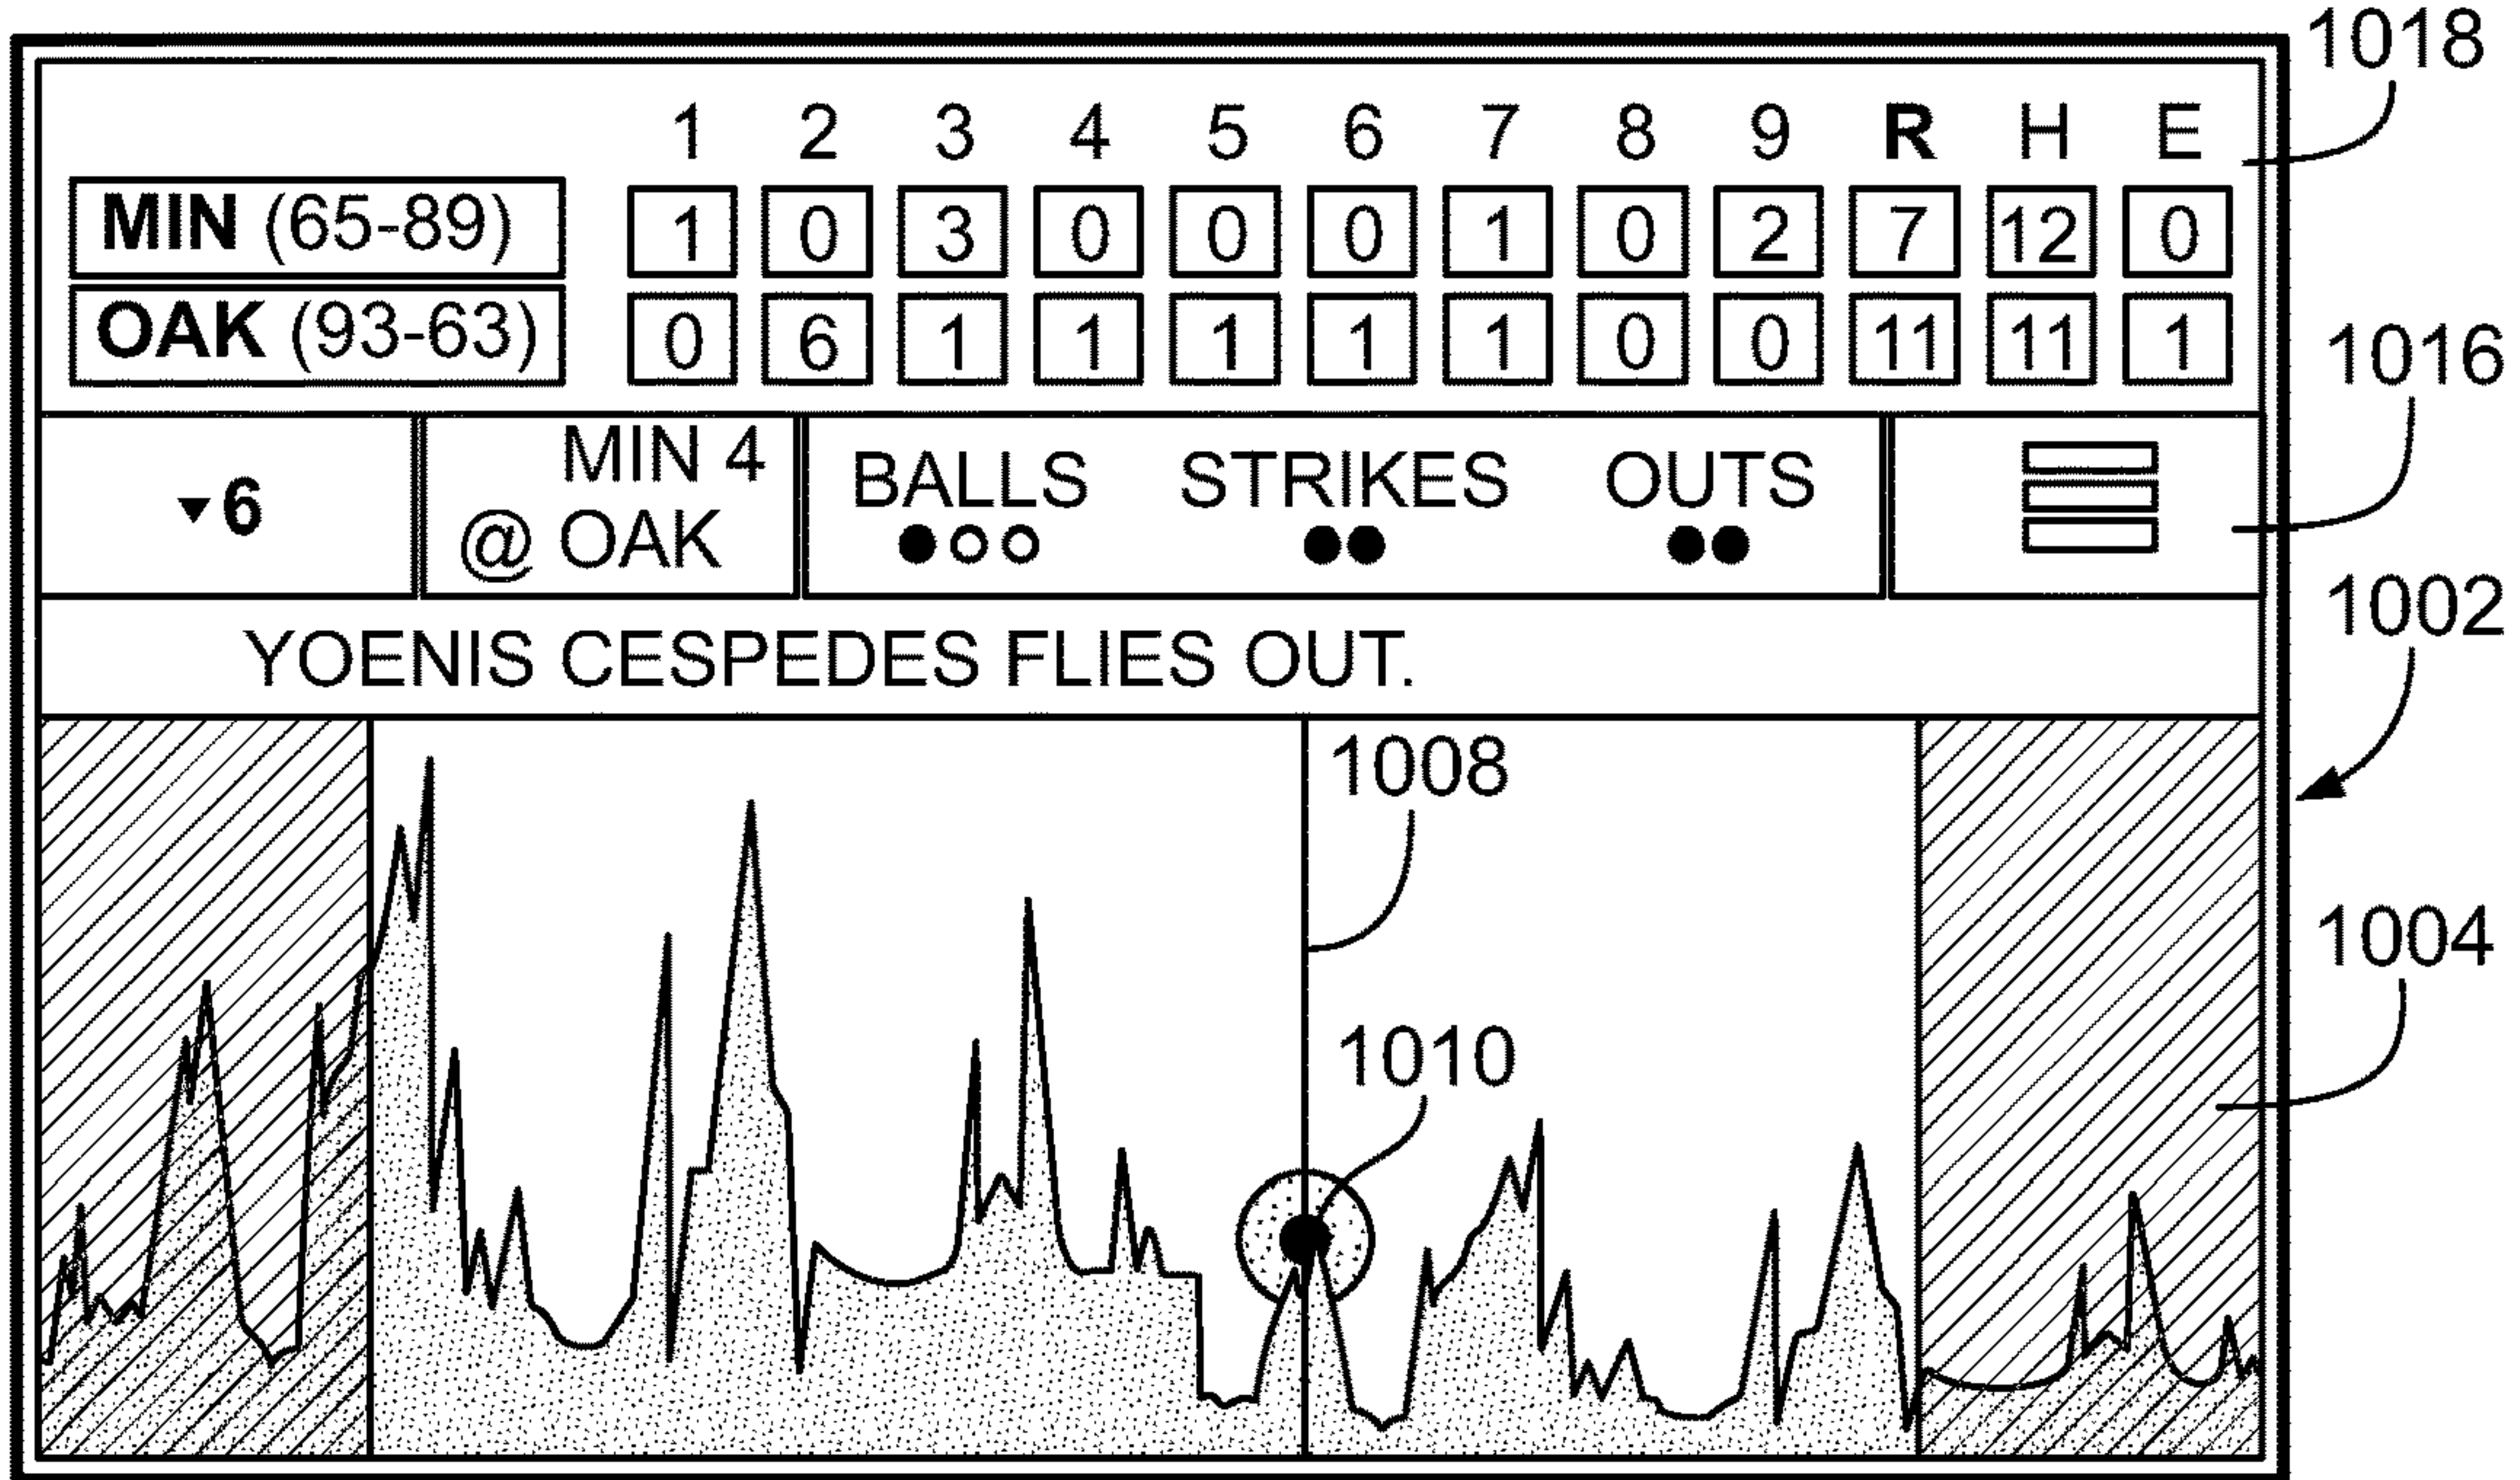 1018
1 2 3 4 5 6 7 8 9 R H E
MIN (65-89) 1 0 3 0 0 0 1 0 2 7 12 0
OAK (93-63) 0 6 1 1 1 1 1 0 0 11 11 1
1016
▼6
MIN 4
@ OAK
BALLS STRIKES OUTS
1002
YOENIS CESPEDES FLIES OUT.
1008
1004
1010